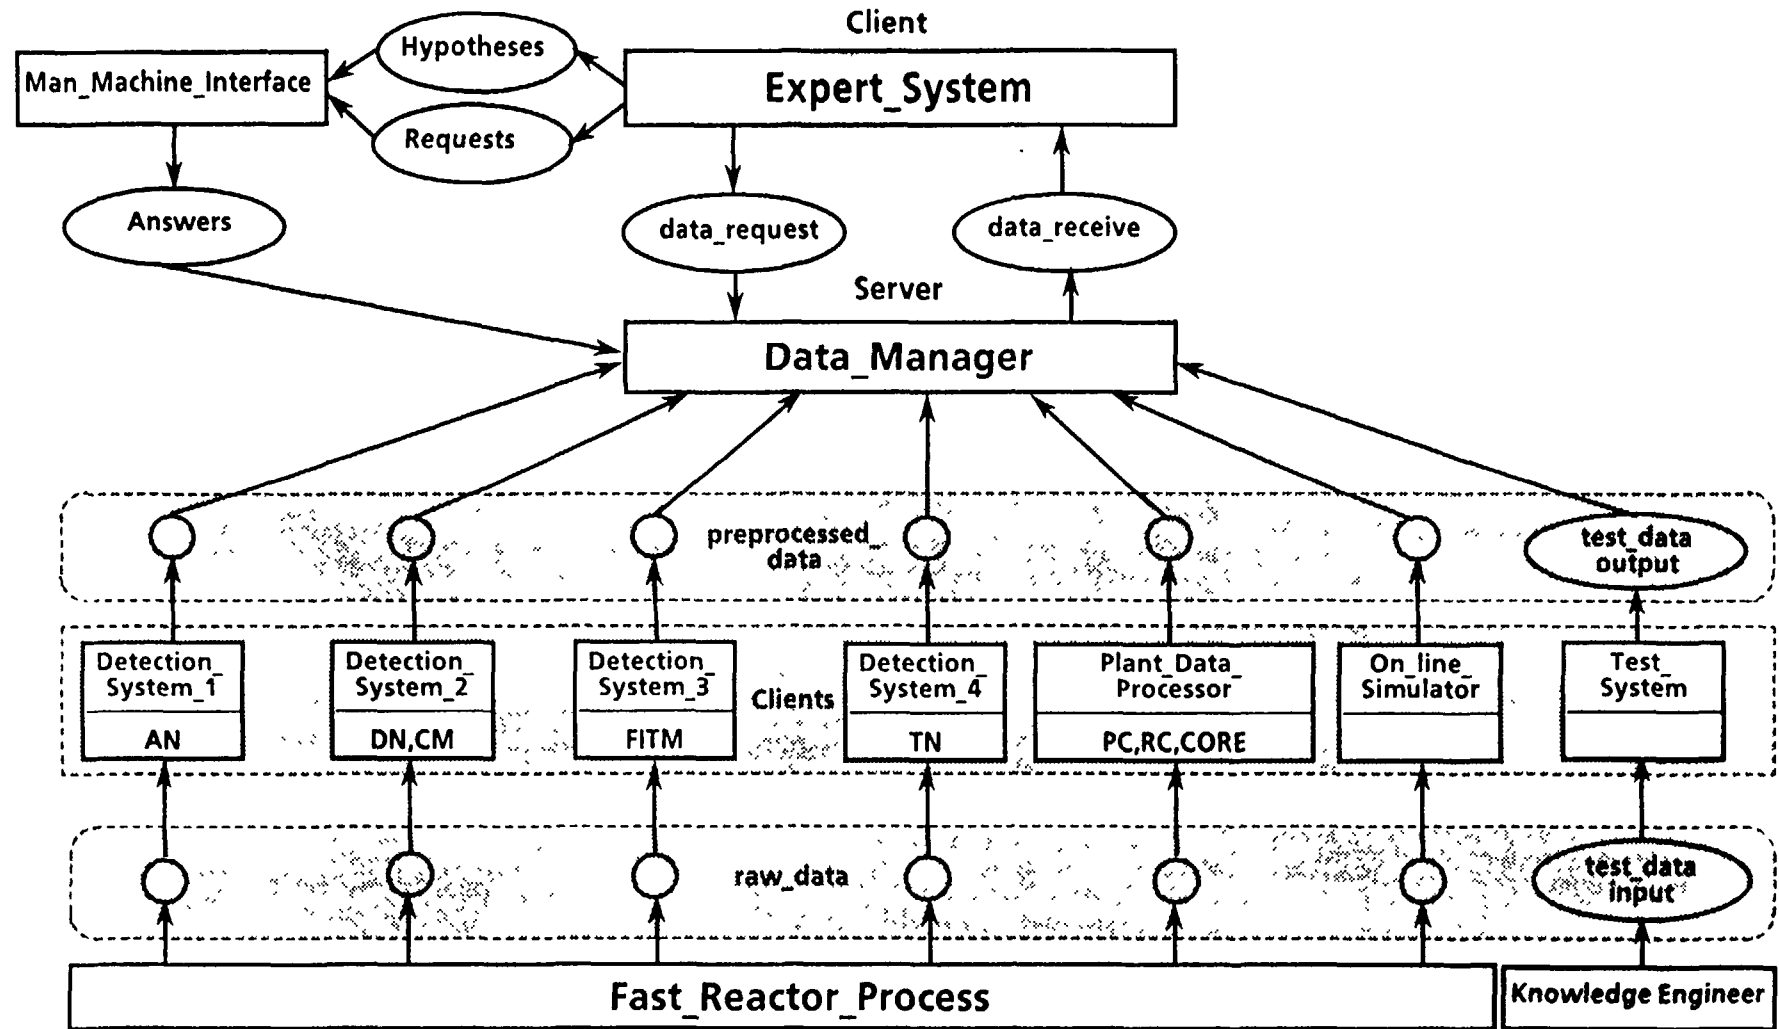 Client
Hypotheses
Man_Machine_Interface
Expert_System
Requests
Answers
data_request
data_receive
Server
Data_Manager
preprocessed_
data
test_data
output
Detection_
System_1
AN
Detection_
System_2
DN,CM
Detection_
System_3
FITM
Clients
Detection_
System_4
TN
Plant_Data_
Processor
PC,RC,CORE
On_line_
Simulator
Test_
System
raw_data
test_data
input
Fast_Reactor_Process
Knowledge Engineer